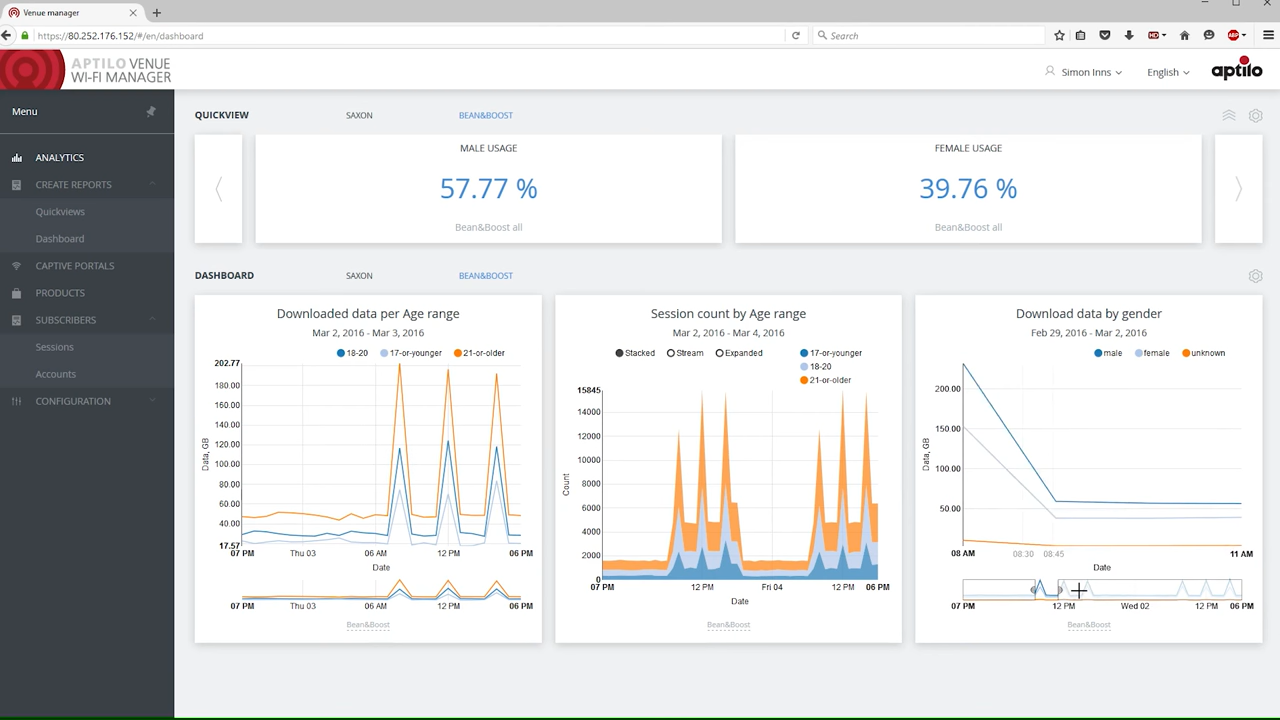 Venue manager
https://80.252.176.152/#/en/dashboard
Search
APTILO VENUE
WI-FI MANAGER
Simon Inns
English
aptilo
Menu
ANALYTICS
CREATE REPORTS
Quickviews
Dashboard
CAPTIVE PORTALS
PRODUCTS
SUBSCRIBERS
Sessions
Accounts
CONFIGURATION
QUICKVIEW SAXON BEAN&BOOST
MALE USAGE
57.77 %
Bean&Boost all
FEMALE USAGE
39.76 %
Bean&Boost all
DASHBOARD SAXON BEAN&BOOST
Downloaded data per Age range
Mar 2, 2016 - Mar 3, 2016
18-20 17-or-younger 21-or-older
202.77
180.00
160.00
140.00
120.00
100.00
80.00
60.00
40.00
17.57
Data, GB
07 PM Thu 03 06 AM 12 PM 06 PM
Date
07 PM Thu 03 06 AM 12 PM 06 PM
Bean&Boost
Session count by Age range
Mar 2, 2016 - Mar 4, 2016
Stacked Stream Expanded
17-or-younger
18-20
21-or-older
15845
14000
12000
10000
8000
6000
4000
2000
0
Count
07 PM 12 PM Fri 04 12 PM 06 PM
Date
Bean&Boost
Download data by gender
Feb 29, 2016 - Mar 2, 2016
male female unknown
200.00
150.00
100.00
50.00
Data, GB
08 AM 08:30 08:45 11 AM
Date
07 PM 12 PM Wed 02 12 PM 06 PM
Bean&Boost